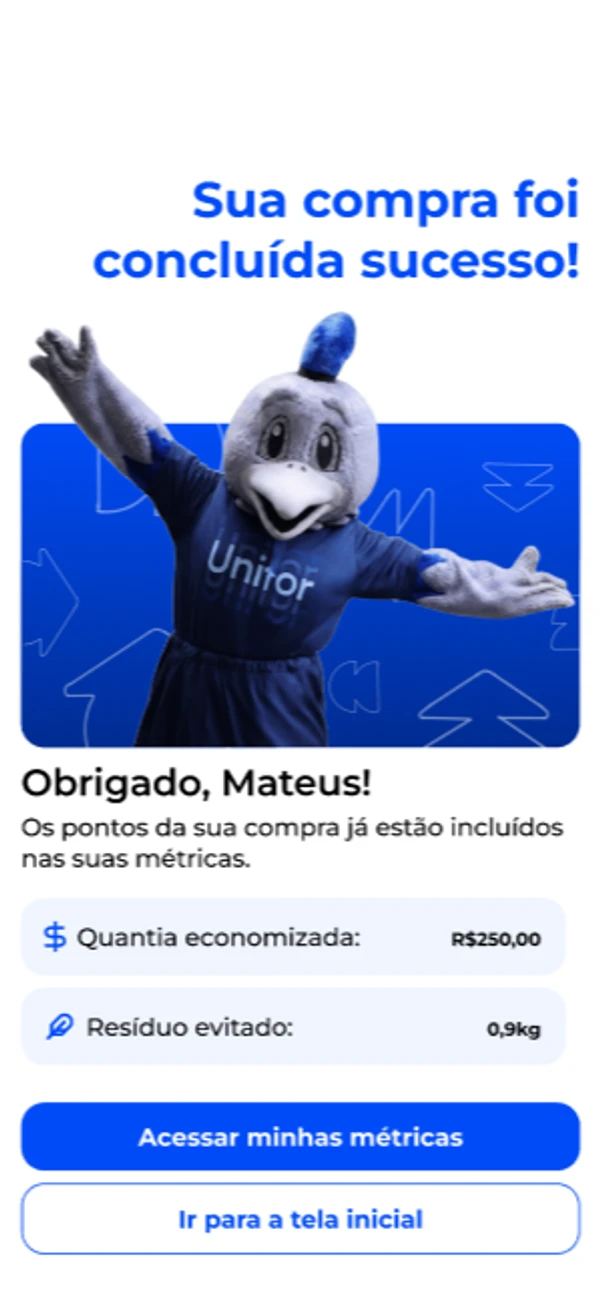 Sua compra foi
concluída sucesso!
Unifor
Obrigado, Mateus!
Os pontos da sua compra já estão incluídos
nas suas métricas.
Quantia economizada: R$250,00
Resíduo evitado: 0,9kg
Acessar minhas métricas
Ir para a tela inicial